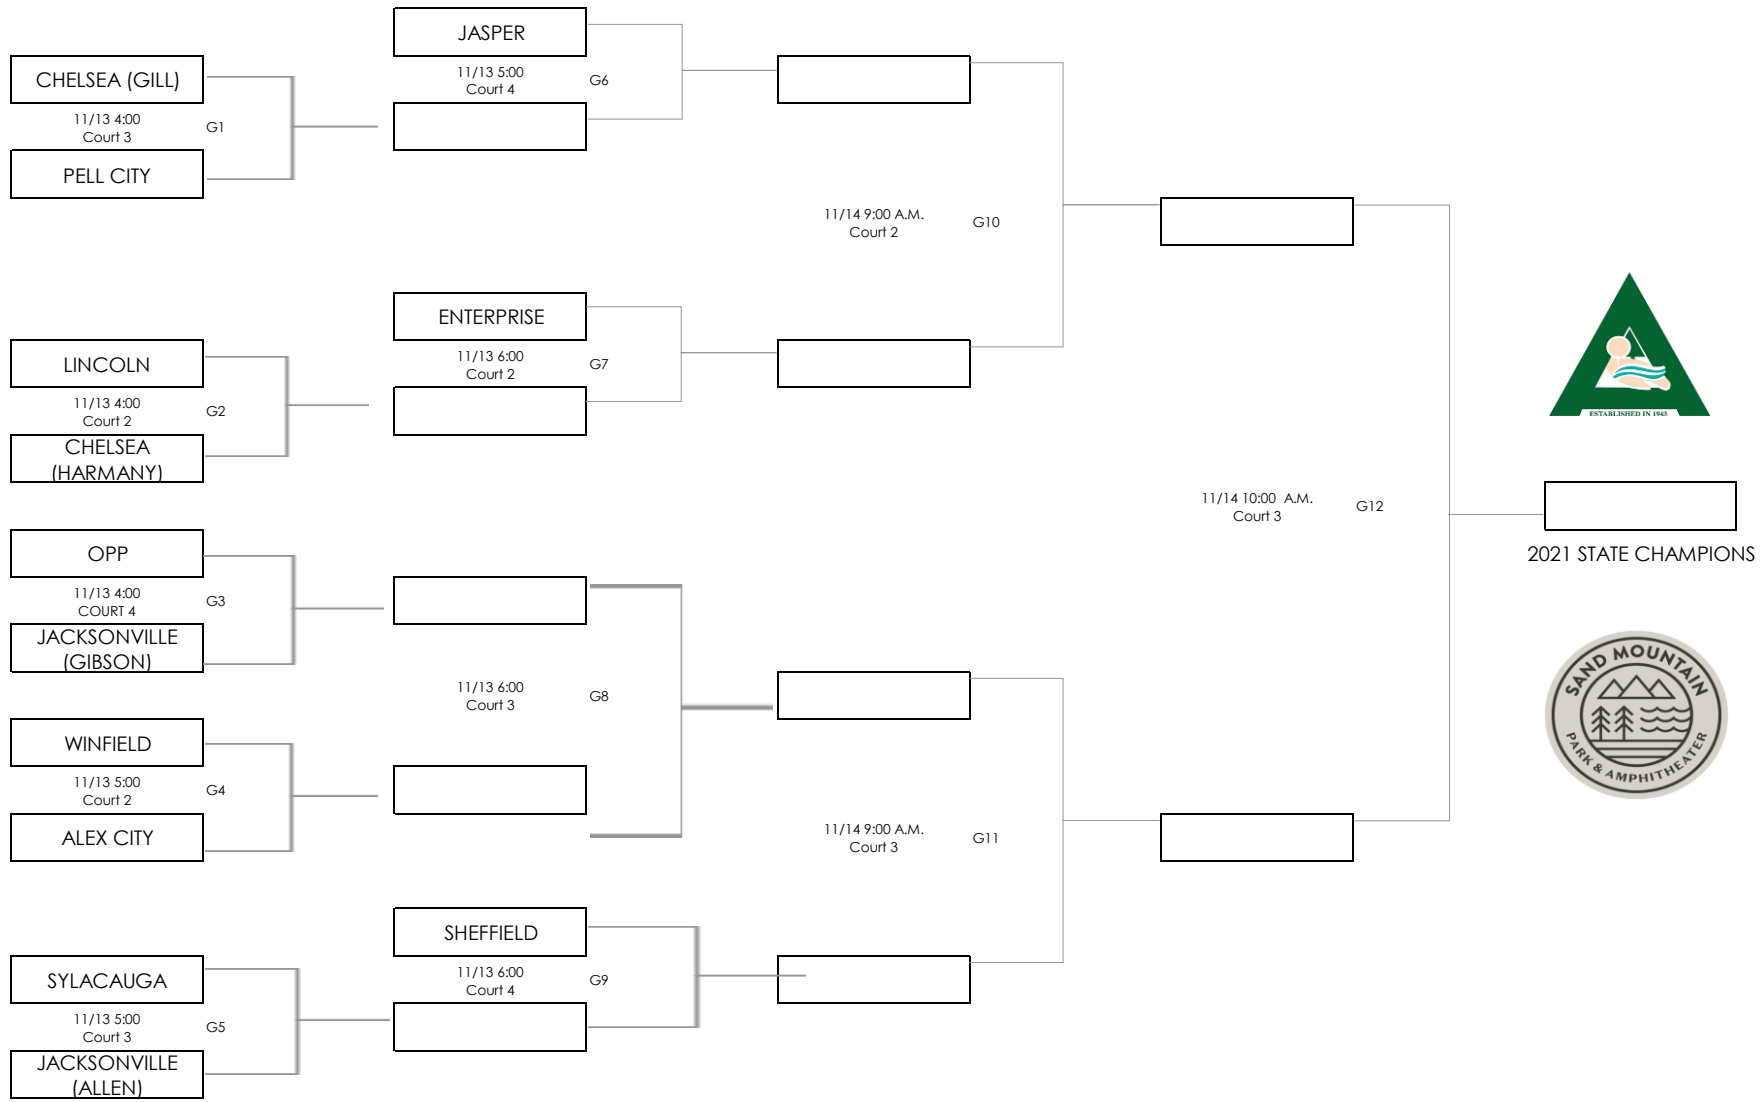 JASPER
11/13 5:00
Court 4
G6
CHELSEA (GILL)
11/13 4:00
Court 3
G1
PELL CITY
11/14 9:00 A.M.
Court 2
G10
ENTERPRISE
11/13 6:00
Court 2
G7
LINCOLN
11/13 4:00
Court 2
G2
CHELSEA
(HARMANY)
ESTABLISHED IN 1943
11/14 10:00 A.M.
Court 3
G12
2021 STATE CHAMPIONS
OPP
11/13 4:00
COURT 4
G3
JACKSONVILLE
(GIBSON)
11/13 6:00
Court 3
G8
SAND MOUNTAIN
PARK & AMPHITHEATER
WINFIELD
11/13 5:00
Court 2
G4
ALEX CITY
11/14 9:00 A.M.
Court 3
G11
SHEFFIELD
11/13 6:00
Court 4
G9
SYLACAUGA
11/13 5:00
Court 3
G5
JACKSONVILLE
(ALLEN)